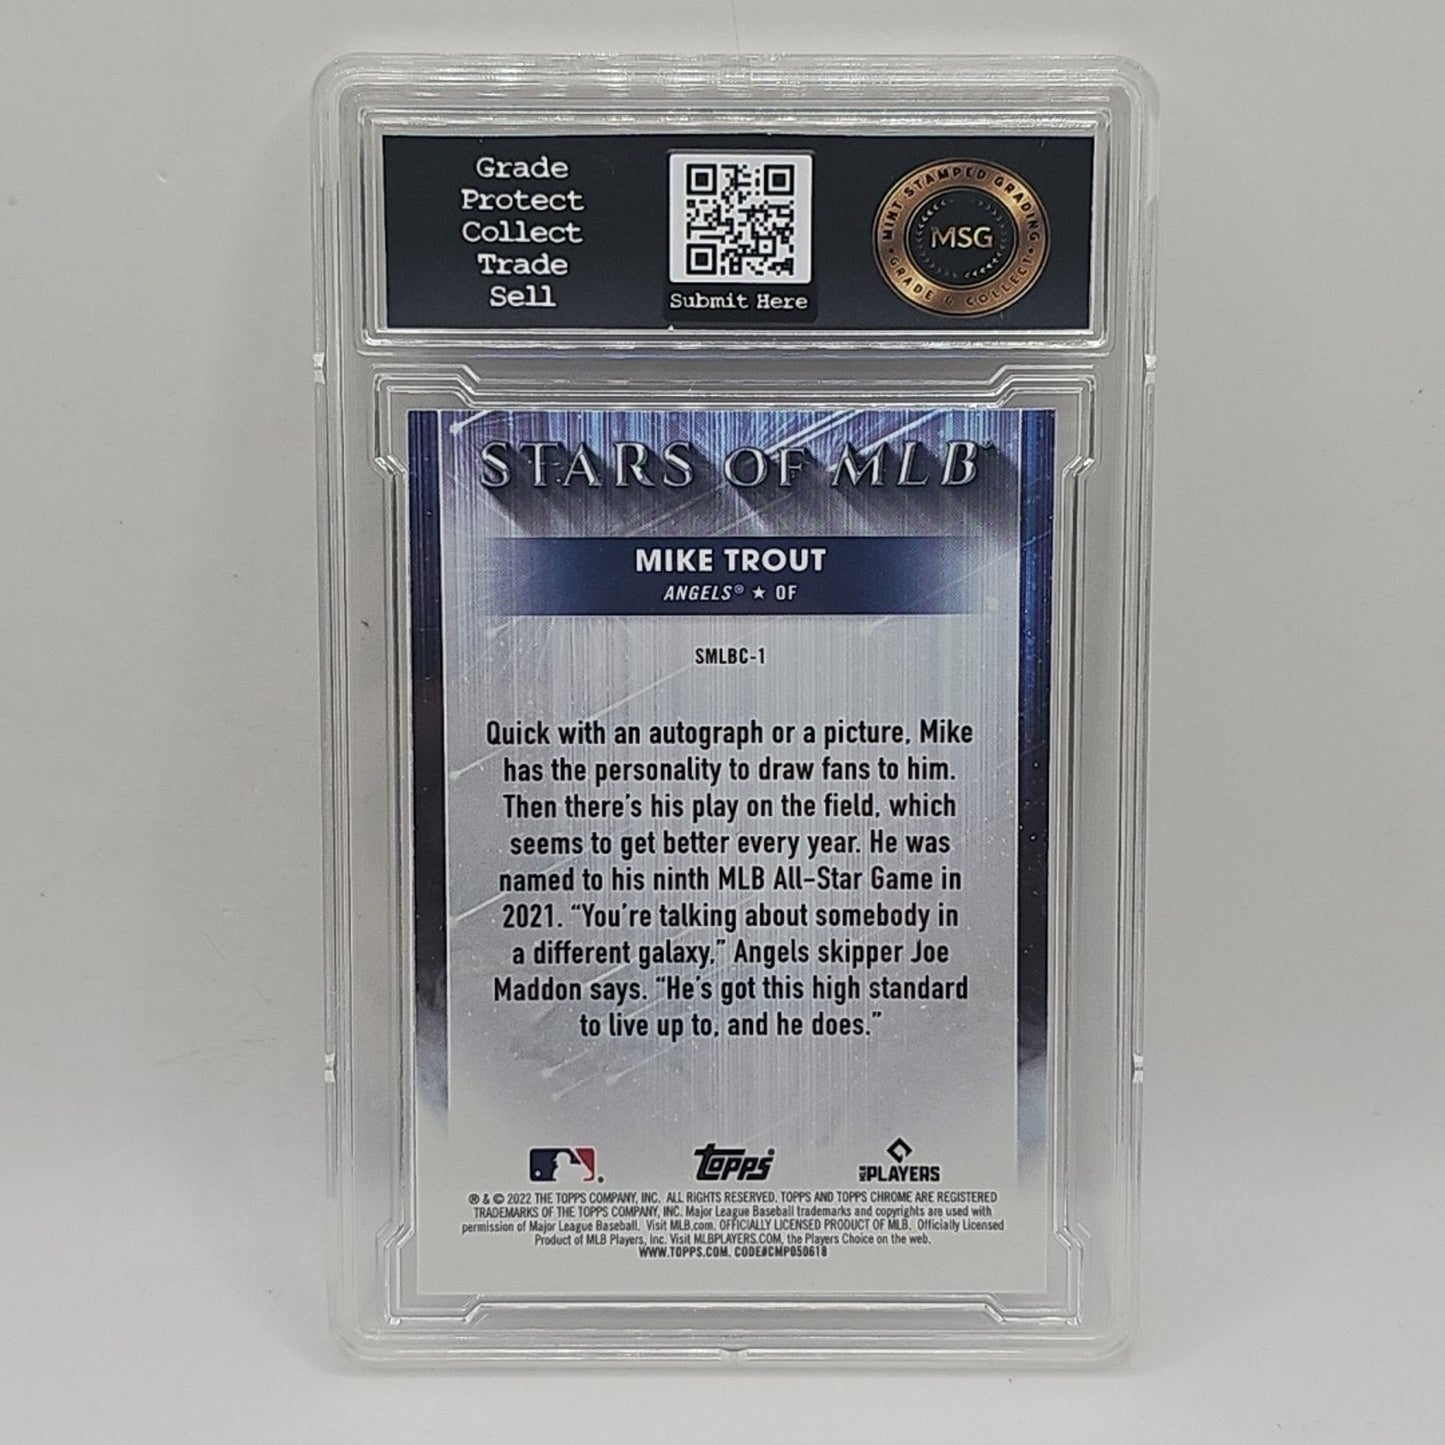 Grade
Protect
Collect
Trade
Sell
Submit Here
MINT STAMPED GRADING
MSG
GRADE & COLLECT
STARS OF MLB™
MIKE TROUT
ANGELS® ★ OF
SMLBC-1
Quick with an autograph or a picture, Mike
has the personality to draw fans to him.
Then there's his play on the field, which
seems to get better every year. He was
named to his ninth MLB All-Star Game in
2021. "You're talking about somebody in
a different galaxy," Angels skipper Joe
Maddon says. "He's got this high standard
to live up to, and he does."
topps
MLB PLAYERS
® & © 2022 THE TOPPS COMPANY, INC. ALL RIGHTS RESERVED. TOPPS AND TOPPS CHROME ARE REGISTERED
TRADEMARKS OF THE TOPPS COMPANY, INC. Major League Baseball trademarks and copyrights are used with
permission of Major League Baseball. Visit MLB.com. OFFICIALLY LICENSED PRODUCT OF MLB. Officially Licensed
Product of MLB Players, Inc. Visit MLBPLAYERS.COM, the Players Choice on the web.
WWW.TOPPS.COM. CODE#CMP050618